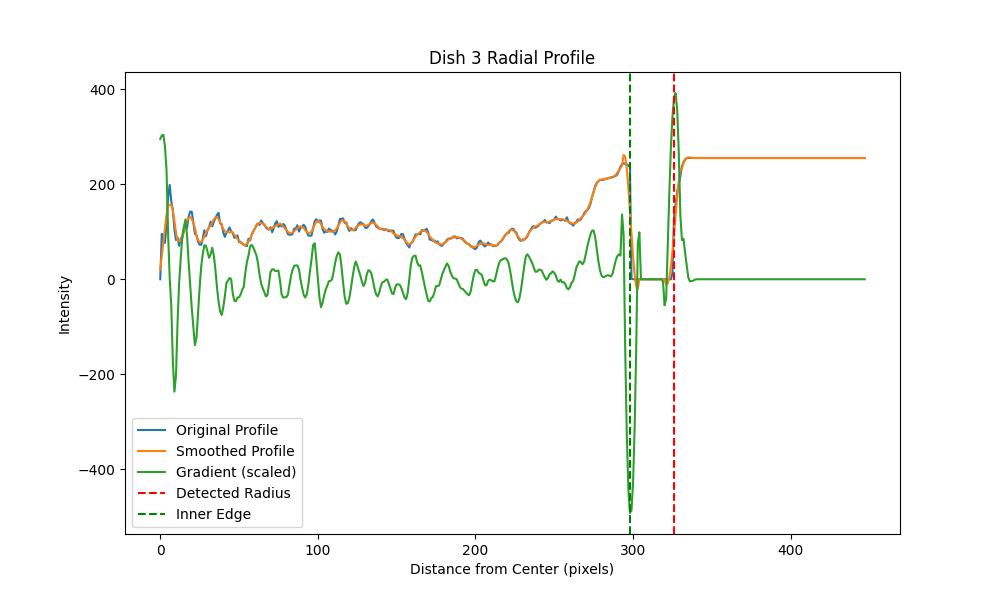 Dish 3 Radial Profile
400
200
0
−200
−400
Intensity
Original Profile
Smoothed Profile
Gradient (scaled)
Detected Radius
Inner Edge
0
100
200
300
400
Distance from Center (pixels)